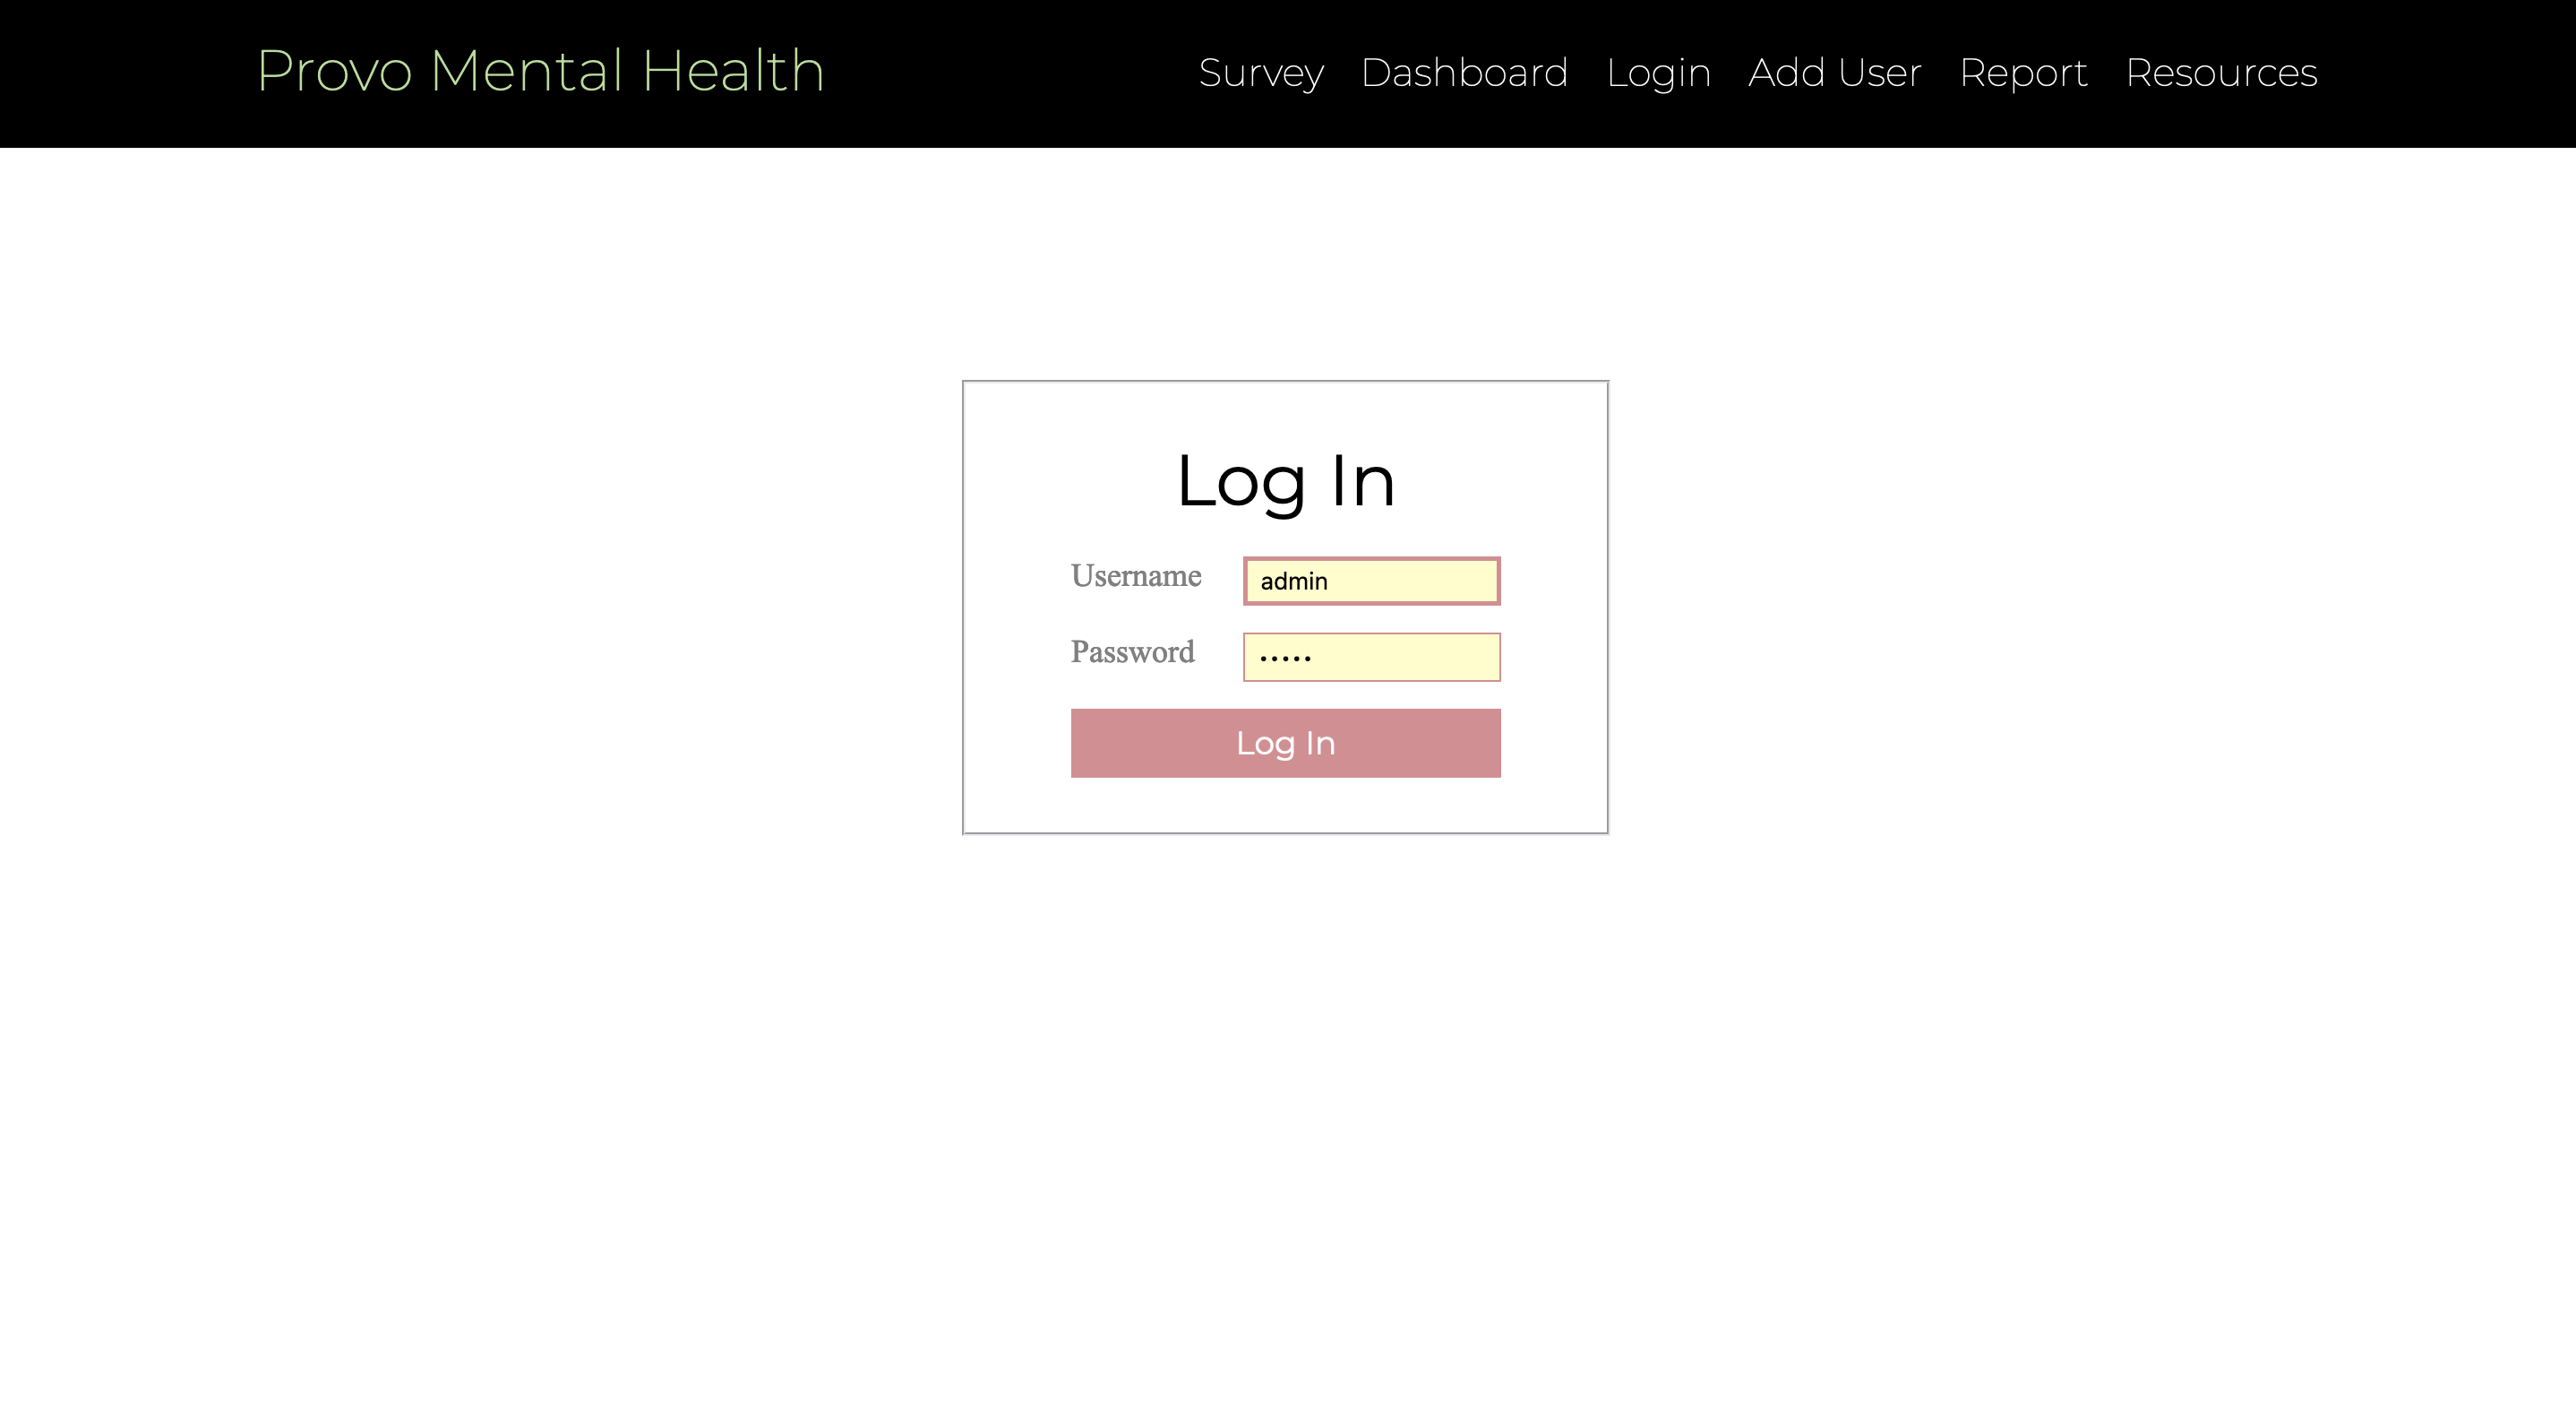 Provo Mental Health
Survey Dashboard Login Add User Report Resources
Log In
Username admin
Password •••••
Log In